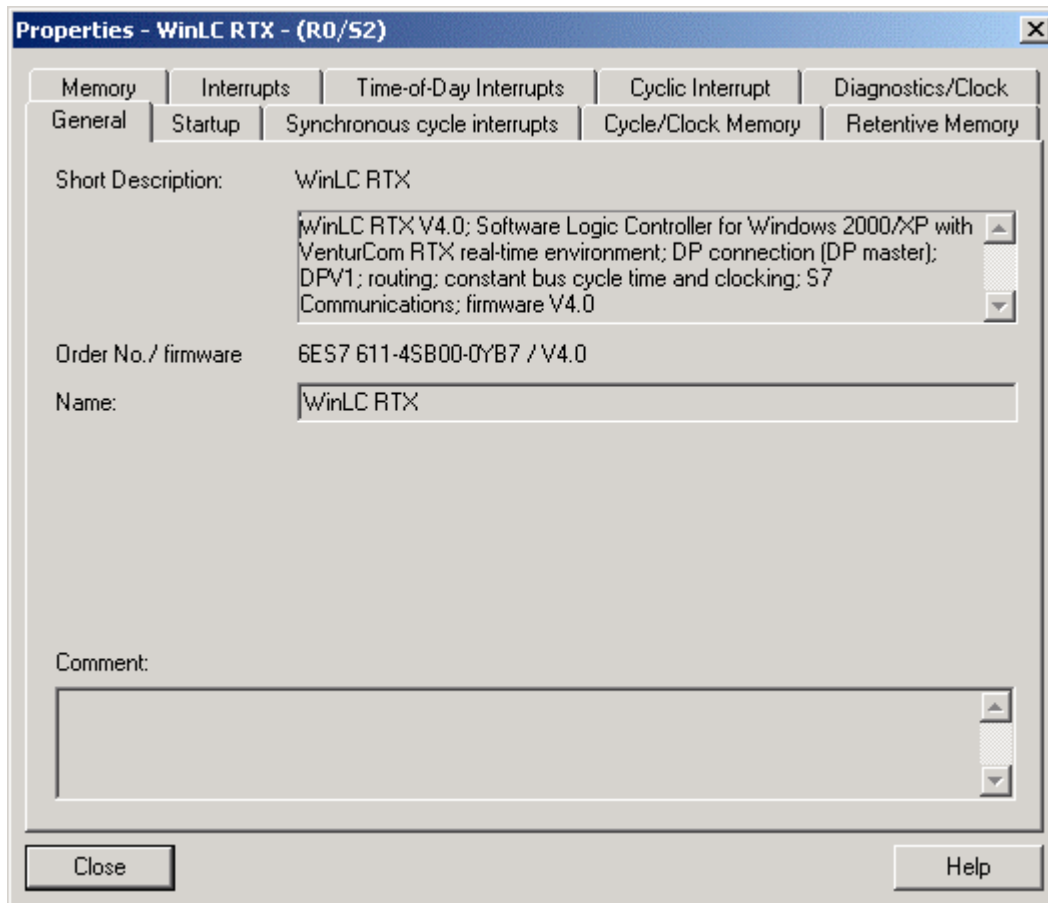 Properties - WinLC RTX - (R0/S2)
Memory Interrupts Time-of-Day Interrupts Cyclic Interrupt Diagnostics/Clock
General Startup Synchronous cycle interrupts Cycle/Clock Memory Retentive Memory
Short Description: WinLC RTX
WinLC RTX V4.0; Software Logic Controller for Windows 2000/XP with
VenturCom RTX real-time environment; DP connection (DP master);
DPV1; routing; constant bus cycle time and clocking; S7
Communications; firmware V4.0
Order No./ firmware 6ES7 611-4SB00-0YB7 / V4.0
Name: WinLC RTX
Comment:
Close Help